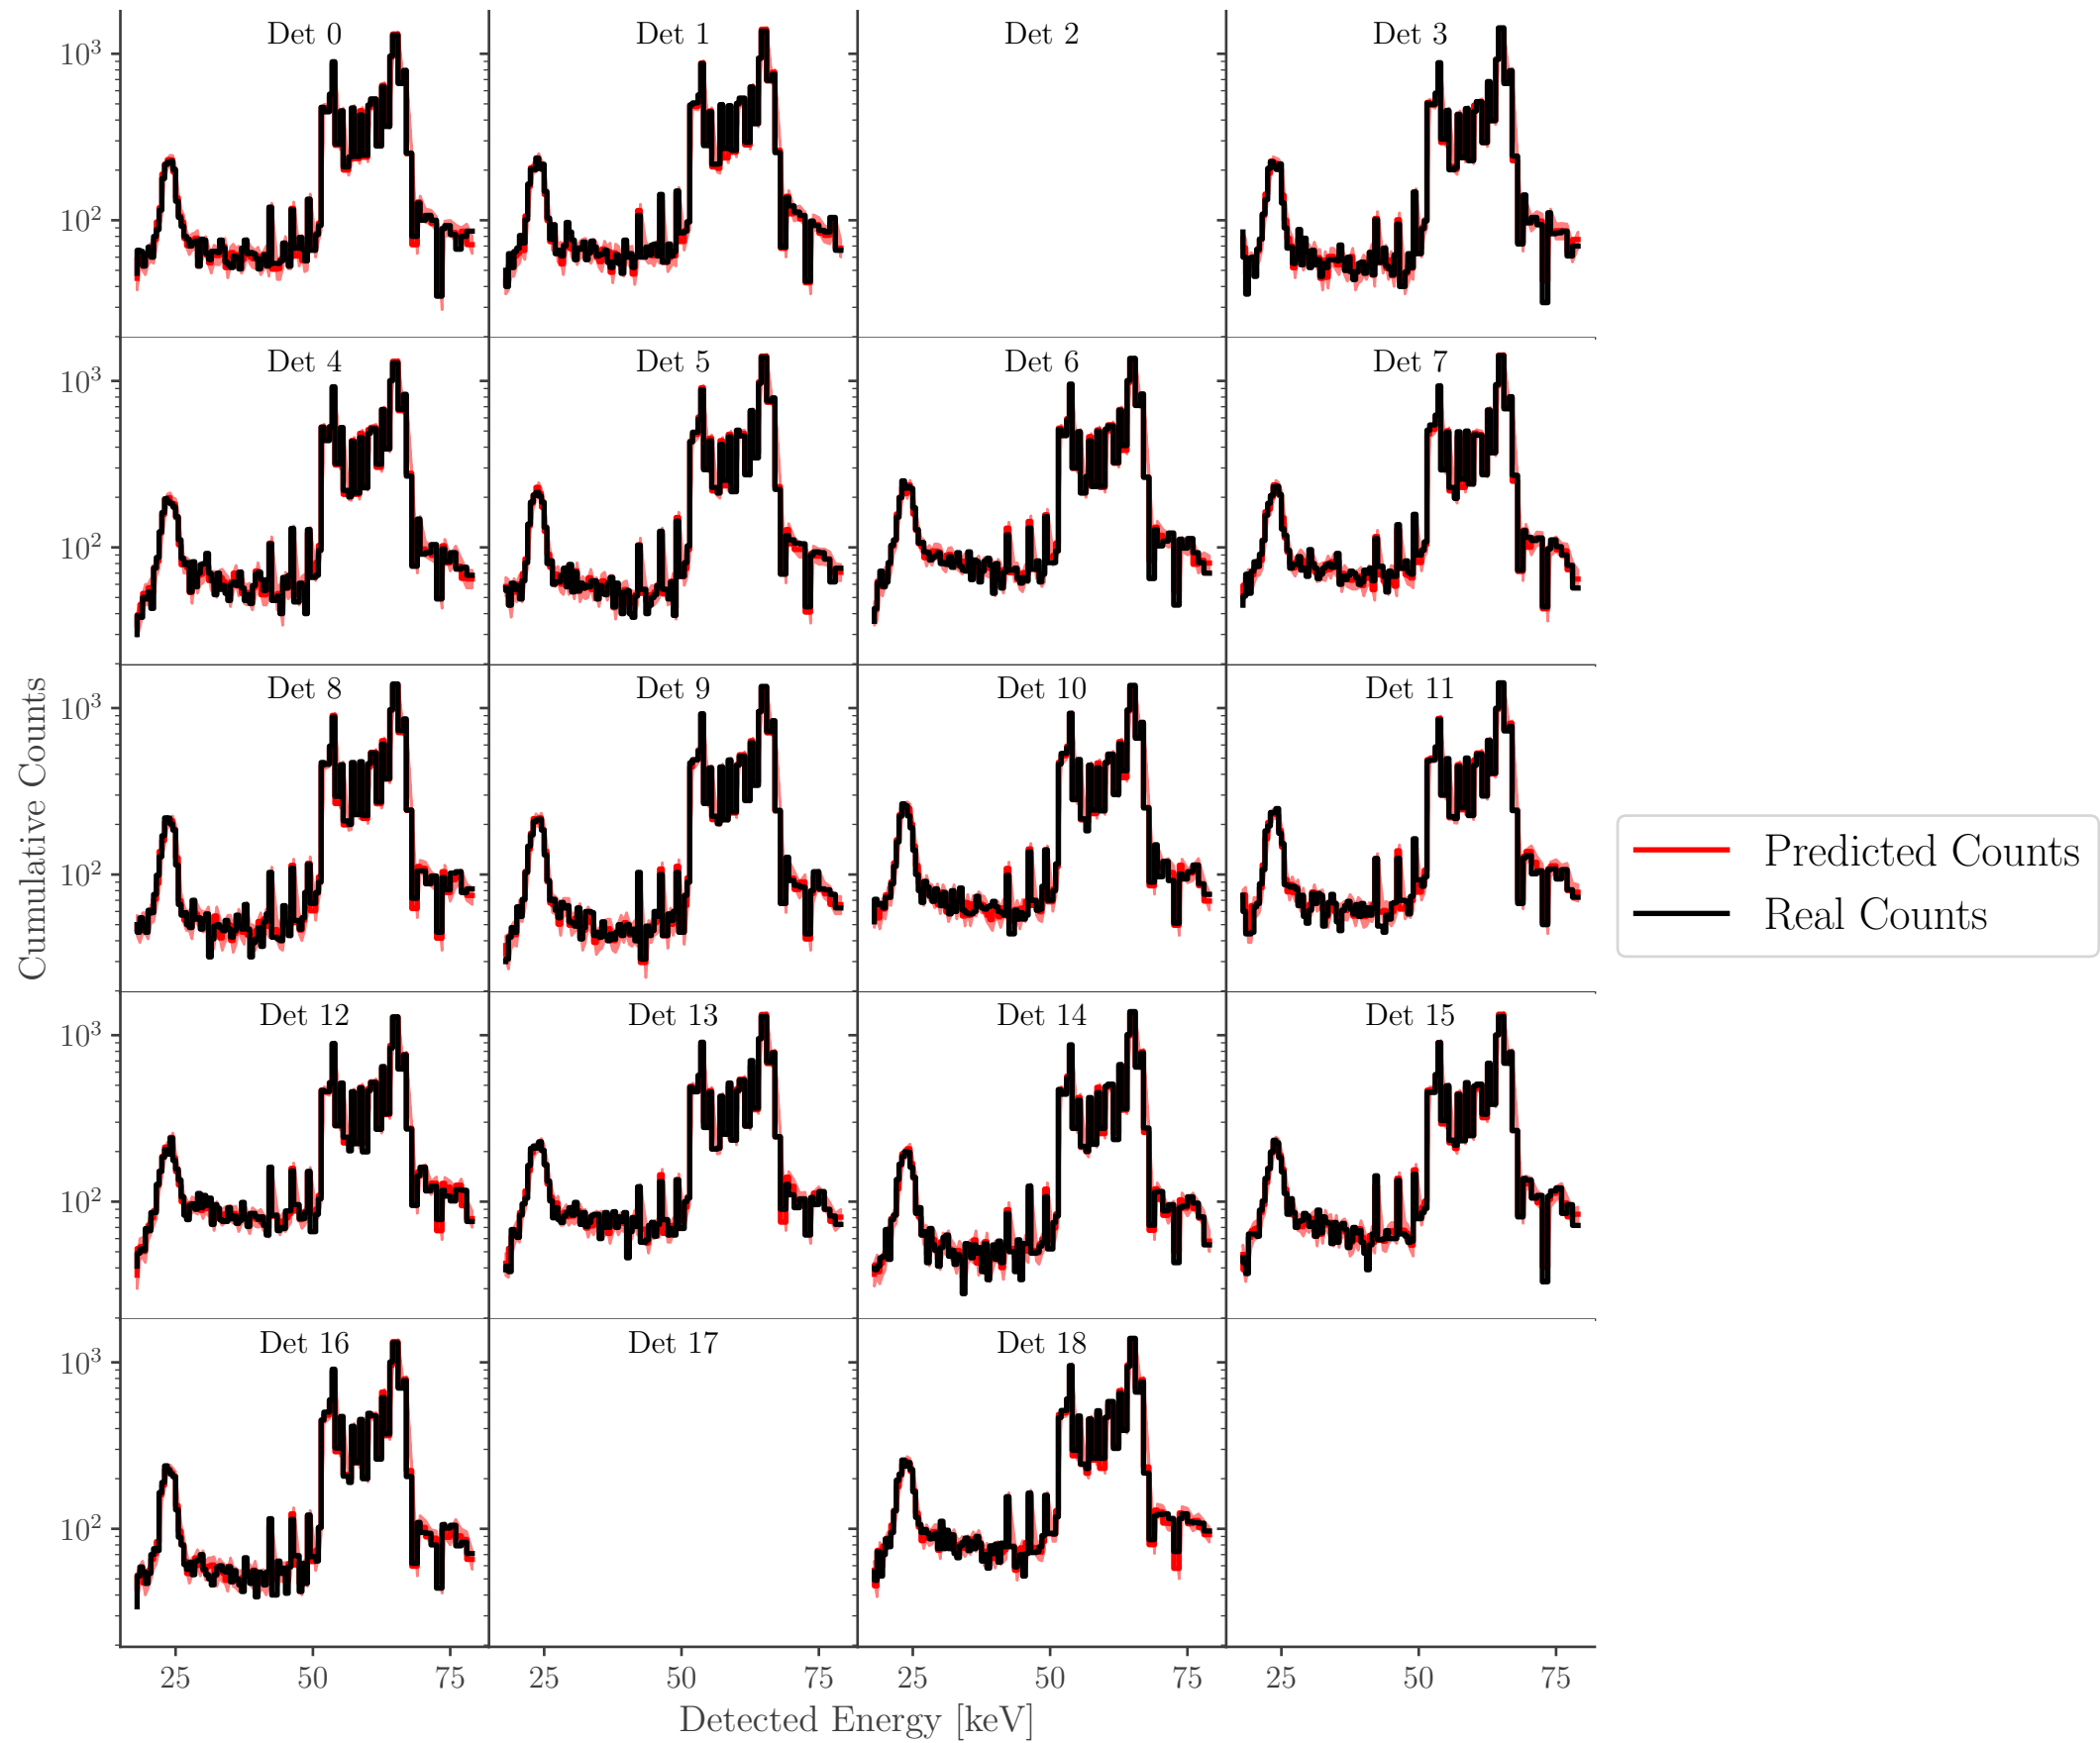 Det 0 Det 1 Det 2 Det 3
10³
10²
Det 4 Det 5 Det 6 Det 7
10³
10²
Det 8 Det 9 Det 10 Det 11
10³
10²
Cumulative Counts
Predicted Counts
Real Counts
Det 12 Det 13 Det 14 Det 15
10³
10²
Det 16 Det 17 Det 18
10³
10²
25 50 75 25 50 75 25 50 75 25 50 75
Detected Energy [keV]